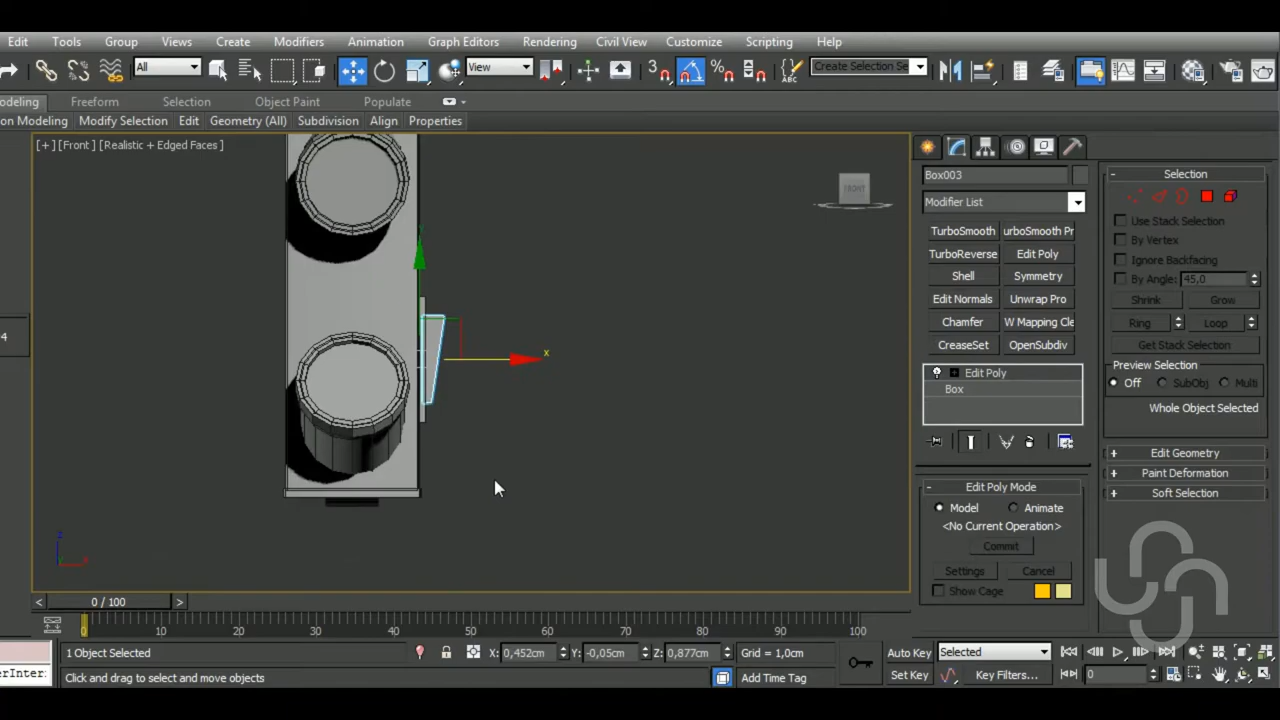 Edit Tools Group Views Create Modifiers Animation Graph Editors Rendering Civil View Customize Scripting Help
All View 3 Create Selection Se
odeling Freeform Selection Object Paint Populate
on Modeling Modify Selection Edit Geometry (All) Subdivision Align Properties
[+] [Front ] [Realistic + Edged Faces ]
FRONT
x
z
4
Box003
Modifier List
TurboSmooth urboSmooth Pr
TurboReverse Edit Poly
Shell Symmetry
Edit Normals Unwrap Pro
Chamfer W Mapping Cle
CreaseSet OpenSubdiv
Edit Poly
Box
- Edit Poly Mode
Model Animate
<No Current Operation>
Commit
Settings Cancel
Show Cage
- Selection
Use Stack Selection
By Vertex
Ignore Backfacing
By Angle: 45,0
Shrink Grow
Ring Loop
Get Stack Selection
Preview Selection
Off SubObj Multi
Whole Object Selected
+ Edit Geometry
+ Paint Deformation
+ Soft Selection
< 0 / 100 >
0 10 20 30 40 50 60 70 80 90 100
1 Object Selected X: 0,452cm Y: -0,05cm Z: 0,877cm Grid = 1,0cm Auto Key Selected
erInter: Click and drag to select and move objects Add Time Tag Set Key Key Filters... 0